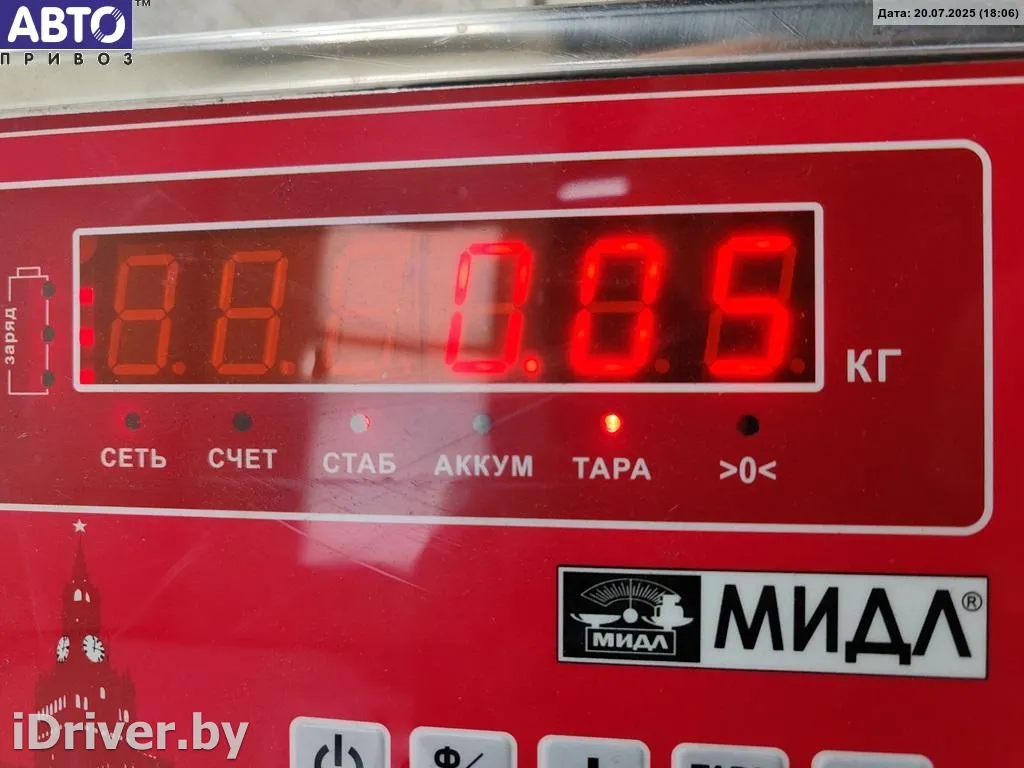 АВТО™
ПРИВОЗ
Дата: 20.07.2025 (18:06)
заряд
0.05
КГ
СЕТЬ СЧЕТ СТАБ АККУМ ТАРА >0<
МИДЛ
МИДЛ®
iDriver.by
Ф/